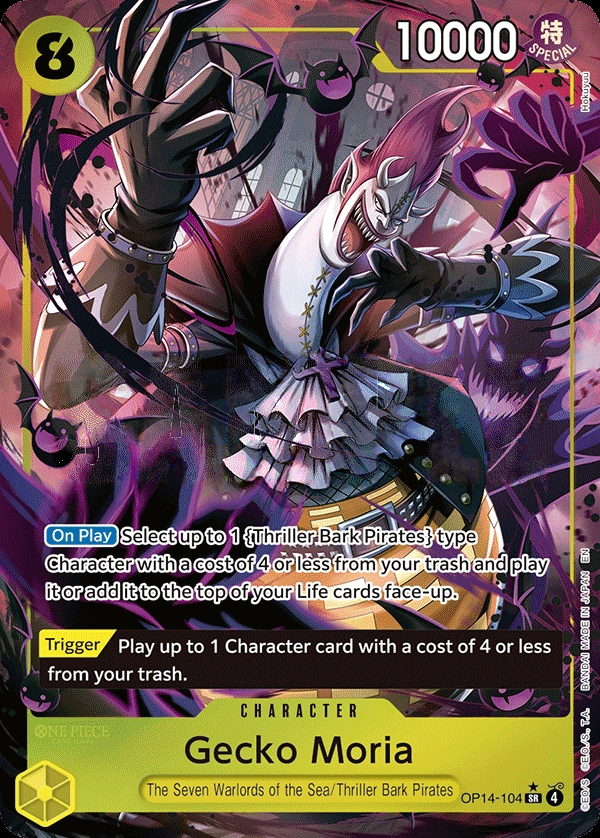 8
10000
特
SPECIAL
Hokuyuu
On Play Select up to 1 {Thriller Bark Pirates} type
Character with a cost of 4 or less from your trash and play
it or add it to the top of your Life cards face-up.
Trigger Play up to 1 Character card with a cost of 4 or less
from your trash.
©E.O/S ©E.O./S., T.A. BANDAI MADE IN JAPAN EN
CHARACTER
ONE PIECE
CARD GAME
Gecko Moria
The Seven Warlords of the Sea/Thriller Bark Pirates
OP14-104 SR 4